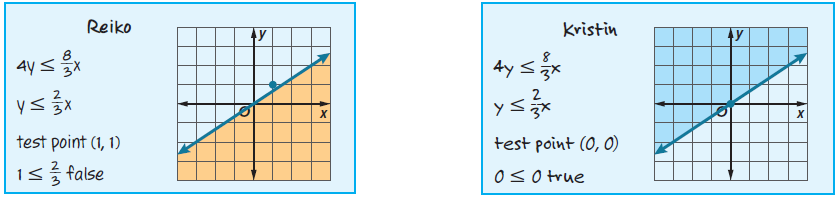 Reiko
4y ≤ 8/3x
y ≤ 2/3x
test point (1, 1)
1 ≤ 2/3 false
y
O
x
Kristin
4y ≤ 8/3x
y ≤ 2/3x
test point (0, 0)
0 ≤ 0 true
y
O
x